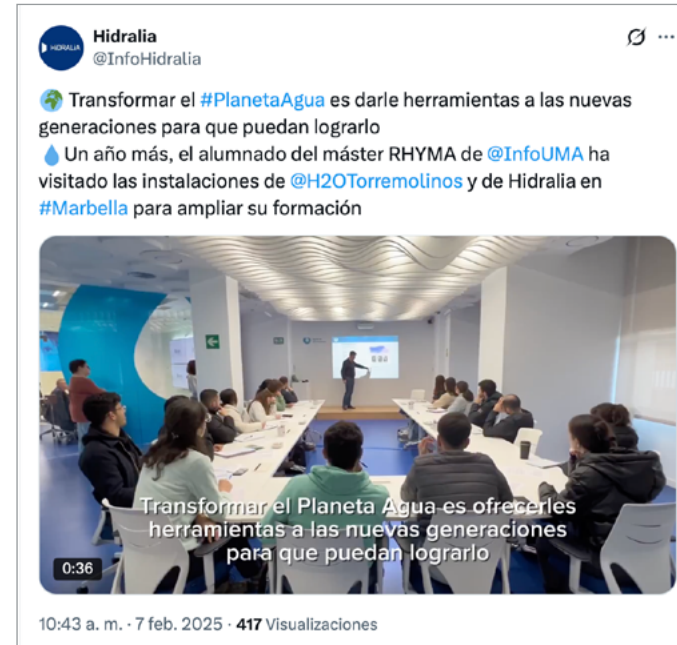 HIDRALIA
Hidralia
@InfoHidralia
Transformar el #PlanetaAgua es darle herramientas a las nuevas
generaciones para que puedan lograrlo
Un año más, el alumnado del máster RHYMA de @InfoUMA ha
visitado las instalaciones de @H2OTorremolinos y de Hidralia en
#Marbella para ampliar su formación
Transformar el Planeta Agua es ofrecerles
herramientas a las nuevas generaciones
para que puedan lograrlo
0:36
10:43 a. m. · 7 feb. 2025 · 417 Visualizaciones